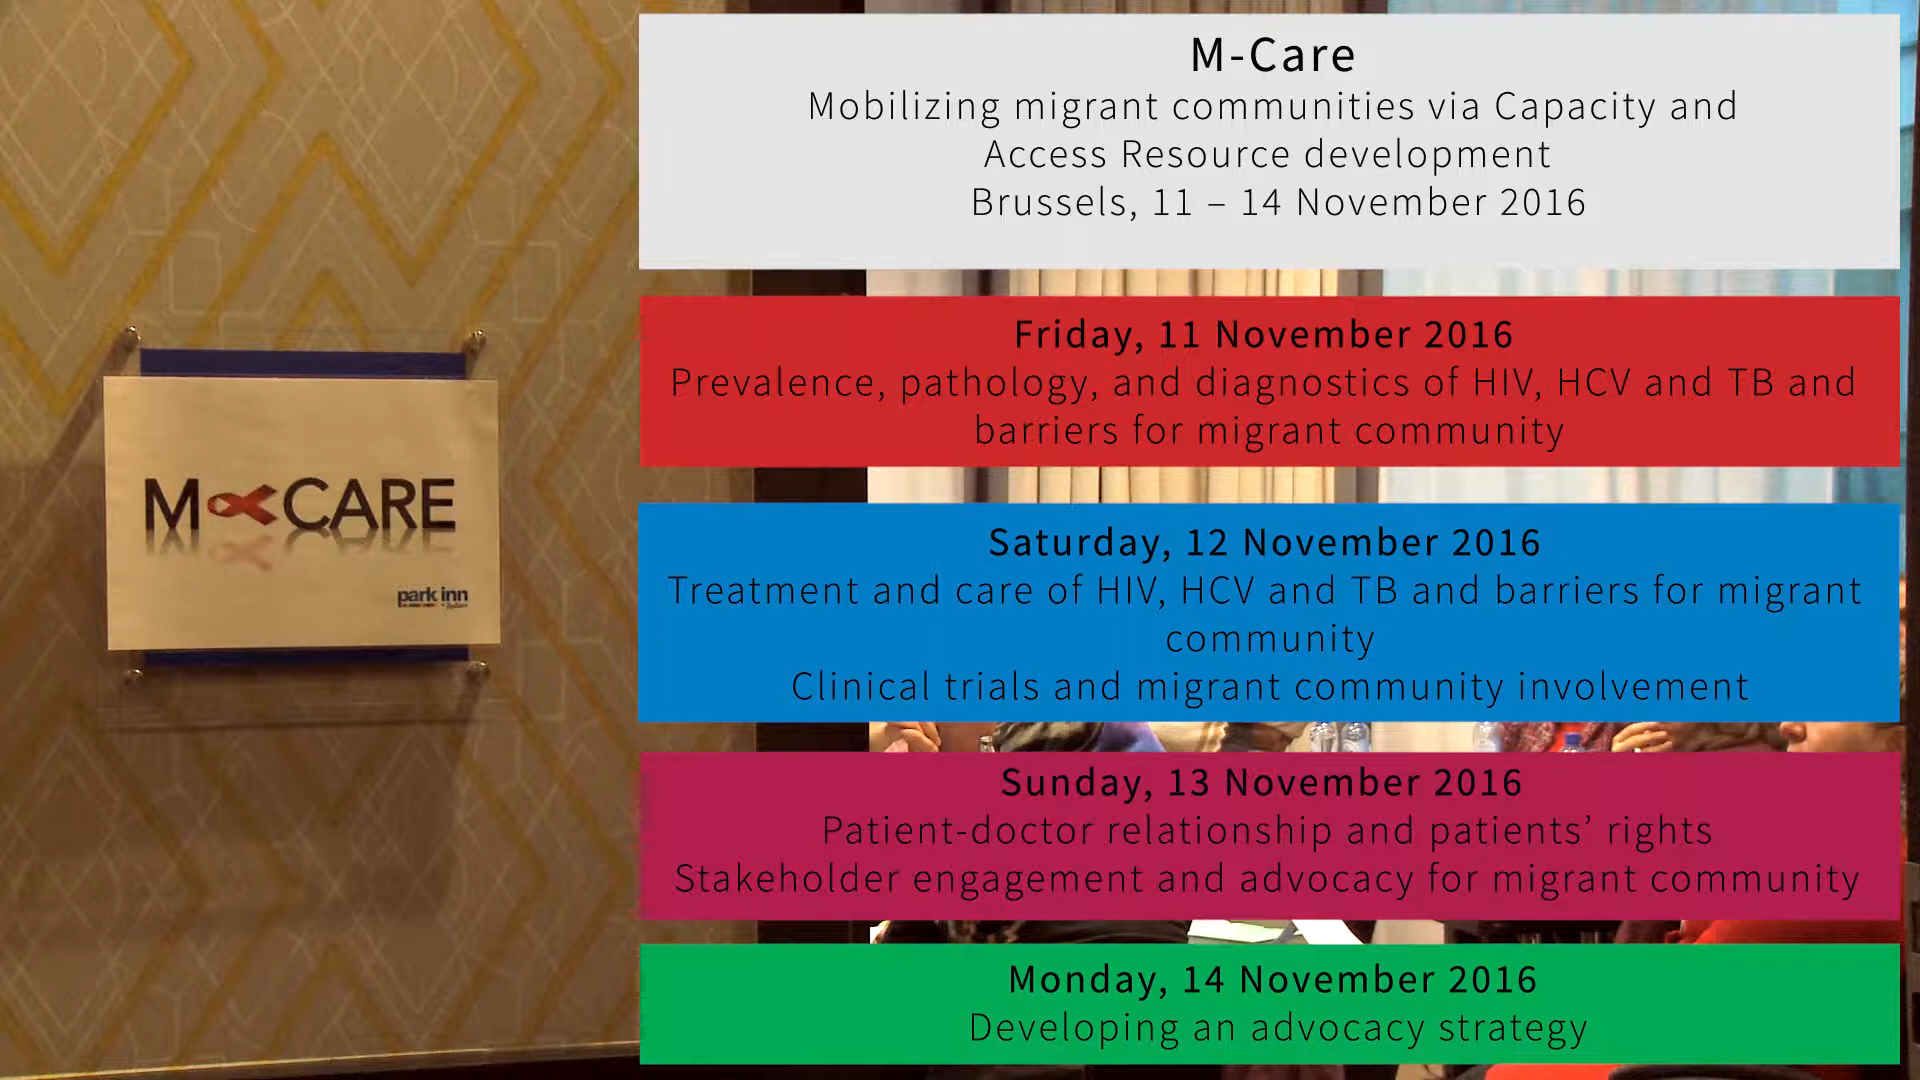 M-Care
Mobilizing migrant communities via Capacity and
Access Resource development
Brussels, 11 – 14 November 2016
Friday, 11 November 2016
Prevalence, pathology, and diagnostics of HIV, HCV and TB and
barriers for migrant community
Saturday, 12 November 2016
Treatment and care of HIV, HCV and TB and barriers for migrant
community
Clinical trials and migrant community involvement
Sunday, 13 November 2016
Patient-doctor relationship and patients’ rights
Stakeholder engagement and advocacy for migrant community
Monday, 14 November 2016
Developing an advocacy strategy
M CARE
park inn